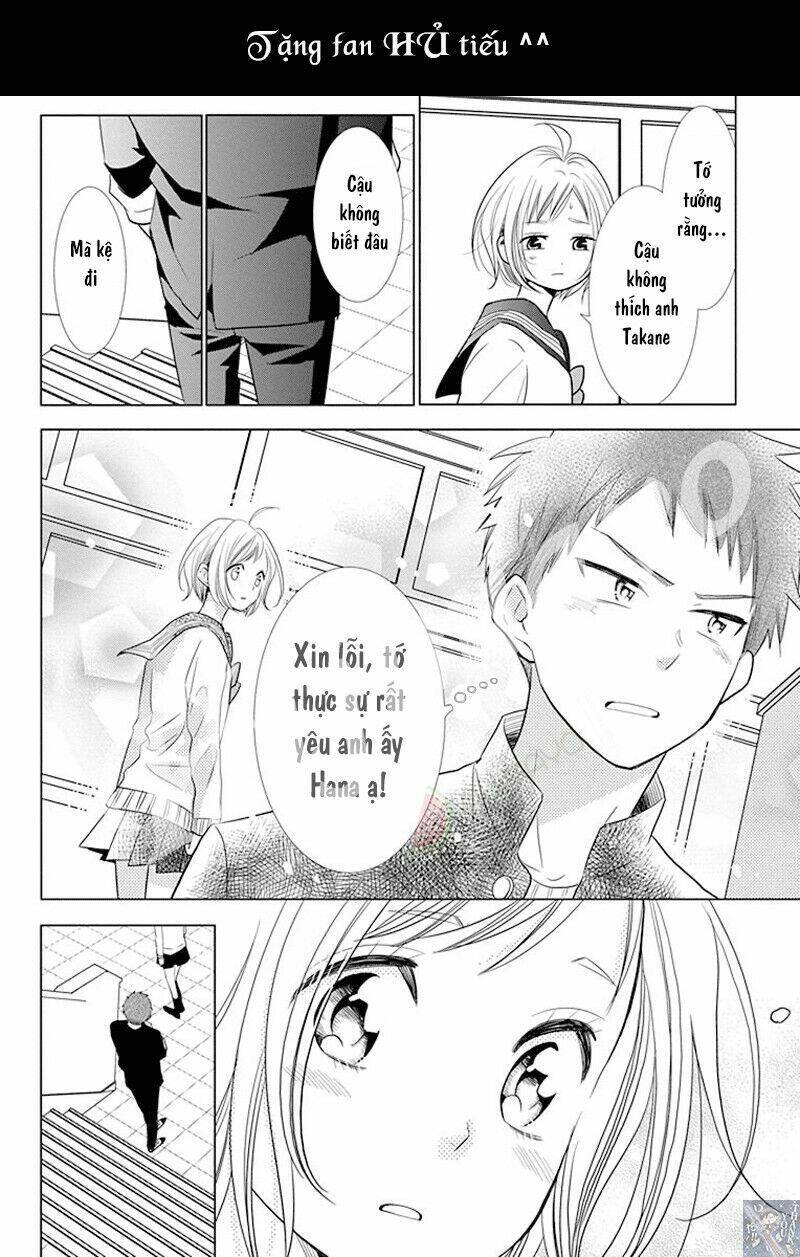 Tặng fan HỦ tiếu ^^
Tớ
tưởng
rằng...
Cậu
không
thích anh
Takane
Cậu
không
biết đâu
Mà kệ
đi
Xin lỗi, tớ
thực sự rất
yêu anh ấy
Hana ạ!